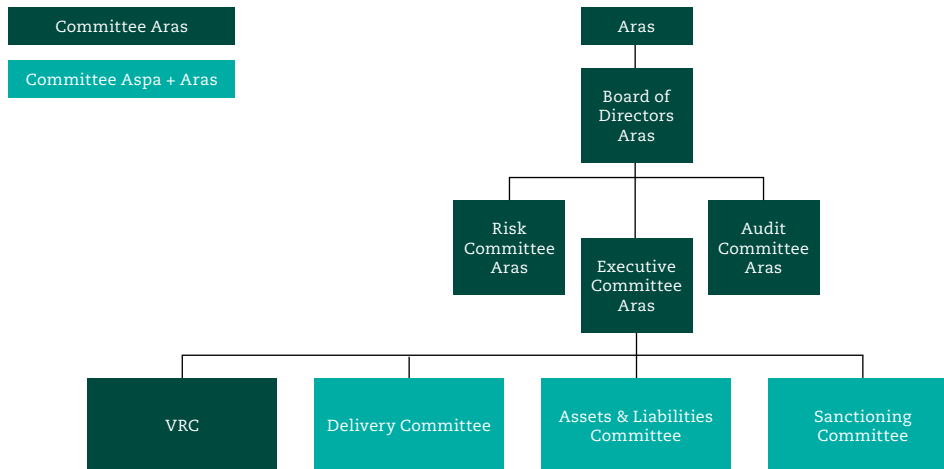 Committee Aras
Committee Aspa + Aras
Aras
Board of
Directors
Aras
Risk
Committee
Aras
Executive
Committee
Aras
Audit
Committee
Aras
VRC
Delivery Committee
Assets & Liabilities
Committee
Sanctioning
Committee